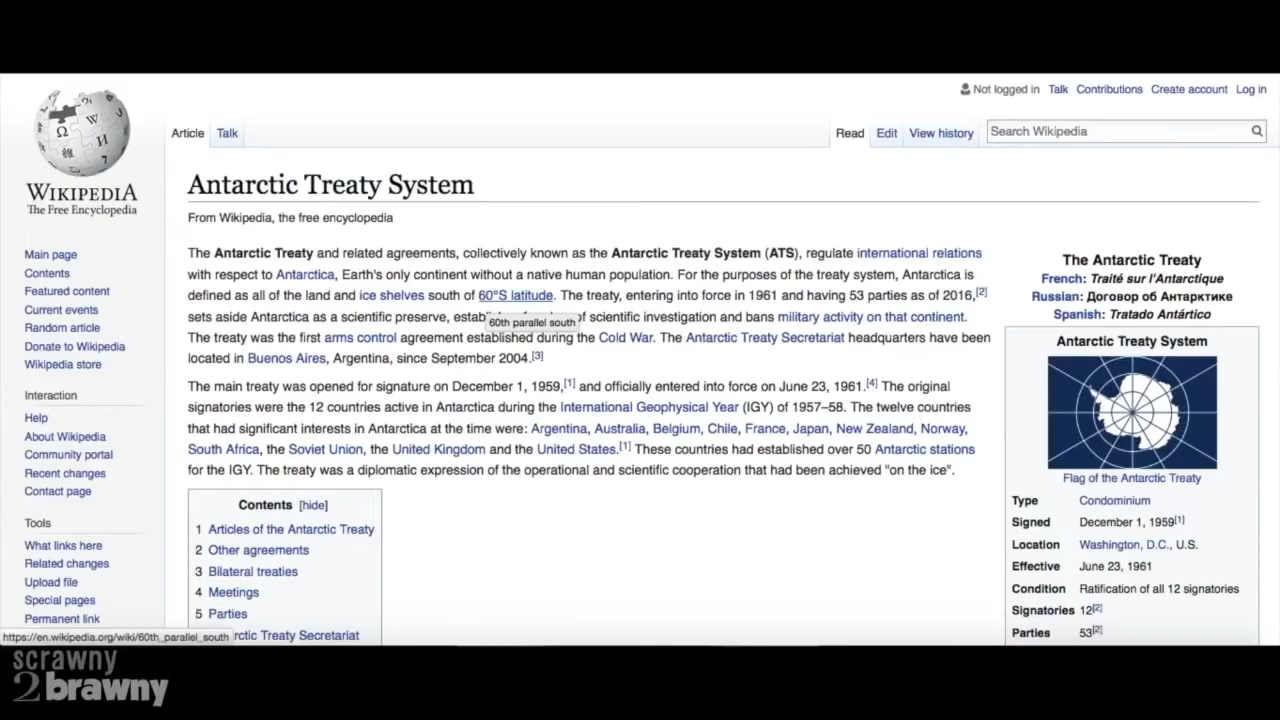 Not logged in Talk Contributions Create account Log in
Article Talk Read Edit View history Search Wikipedia
WIKIPEDIA
The Free Encyclopedia
Main page
Contents
Featured content
Current events
Random article
Donate to Wikipedia
Wikipedia store
Interaction
Help
About Wikipedia
Community portal
Recent changes
Contact page
Tools
What links here
Related changes
Upload file
Special pages
Permanent link
https://en.wikipedia.org/wiki/60th_parallel_south
Antarctic Treaty System
From Wikipedia, the free encyclopedia
The Antarctic Treaty and related agreements, collectively known as the Antarctic Treaty System (ATS), regulate international relations
with respect to Antarctica, Earth's only continent without a native human population. For the purposes of the treaty system, Antarctica is
defined as all of the land and ice shelves south of 60°S latitude. The treaty, entering into force in 1961 and having 53 parties as of 2016,[2]
sets aside Antarctica as a scientific preserve, of scientific investigation and bans military activity on that continent.
60th parallel south
The treaty was the first arms control agreement established during the Cold War. The Antarctic Treaty Secretariat headquarters have been
located in Buenos Aires, Argentina, since September 2004.[3]
The main treaty was opened for signature on December 1, 1959,[1] and officially entered into force on June 23, 1961.[4] The original
signatories were the 12 countries active in Antarctica during the International Geophysical Year (IGY) of 1957–58. The twelve countries
that had significant interests in Antarctica at the time were: Argentina, Australia, Belgium, Chile, France, Japan, New Zealand, Norway,
South Africa, the Soviet Union, the United Kingdom and the United States.[1] These countries had established over 50 Antarctic stations
for the IGY. The treaty was a diplomatic expression of the operational and scientific cooperation that had been achieved "on the ice".
Contents [hide]
1 Articles of the Antarctic Treaty
2 Other agreements
3 Bilateral treaties
4 Meetings
5 Parties
rctic Treaty Secretariat
The Antarctic Treaty
French: Traité sur l'Antarctique
Russian: Договор об Антарктике
Spanish: Tratado Antártico
Antarctic Treaty System
Flag of the Antarctic Treaty
Type Condominium
Signed December 1, 1959[1]
Location Washington, D.C., U.S.
Effective June 23, 1961
Condition Ratification of all 12 signatories
Signatories 12[2]
Parties 53[2]
scrawny
2brawny